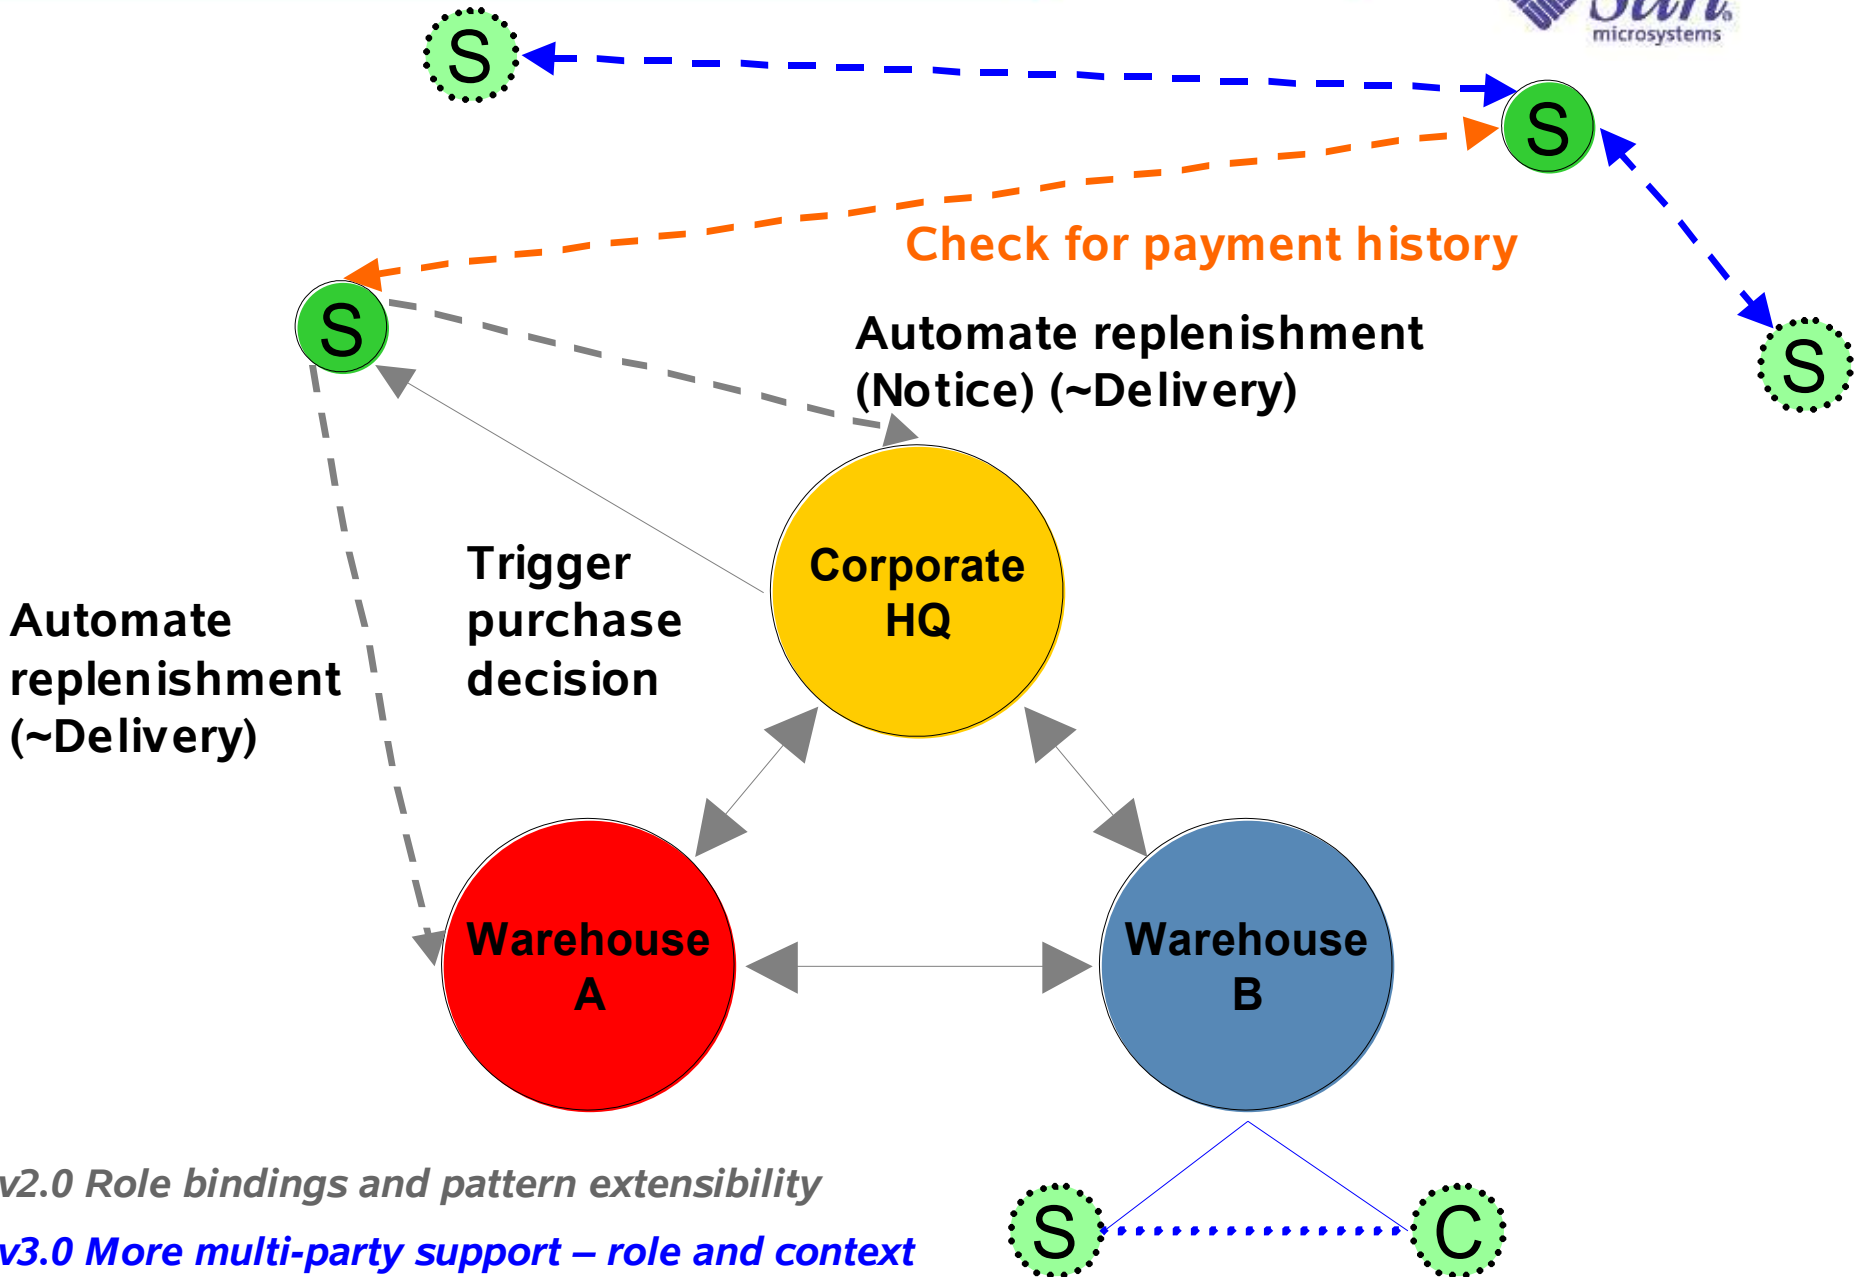 Sun
microsystems
S
S
Check for payment history
S
Automate replenishment
(Notice) (~Delivery)
S
Trigger
purchase
decision
Corporate
HQ
Automate
replenishment
(~Delivery)
Warehouse
A
Warehouse
B
v2.0 Role bindings and pattern extensibility
v3.0 More multi-party support – role and context
S
C